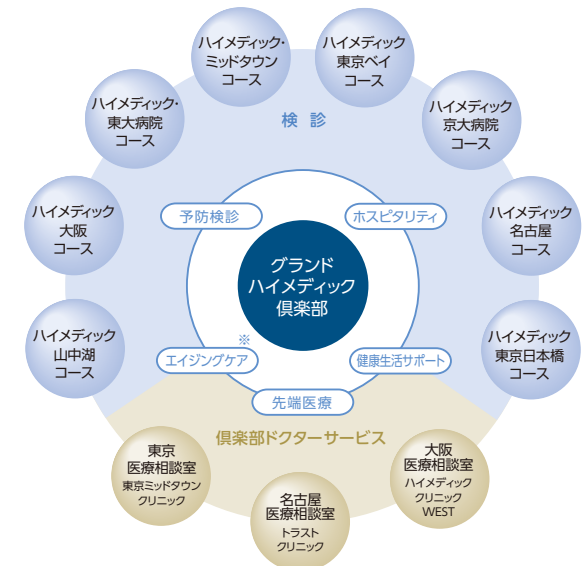 ハイメディック・
ミッドタウン
コース
ハイメディック
東京ベイ
コース
ハイメディック・
東大病院
コース
検 診
ハイメディック
京大病院
コース
ハイメディック
大阪
コース
予防検診
ホスピタリティ
ハイメディック
名古屋
コース
グランド
ハイメディック
倶楽部
ハイメディック
山中湖
コース
※
エイジングケア
健康生活サポート
ハイメディック
東京日本橋
コース
先端医療
倶楽部ドクターサービス
東京
医療相談室
東京ミッドタウン
クリニック
名古屋
医療相談室
トラスト
クリニック
大阪
医療相談室
ハイメディック
クリニック
WEST